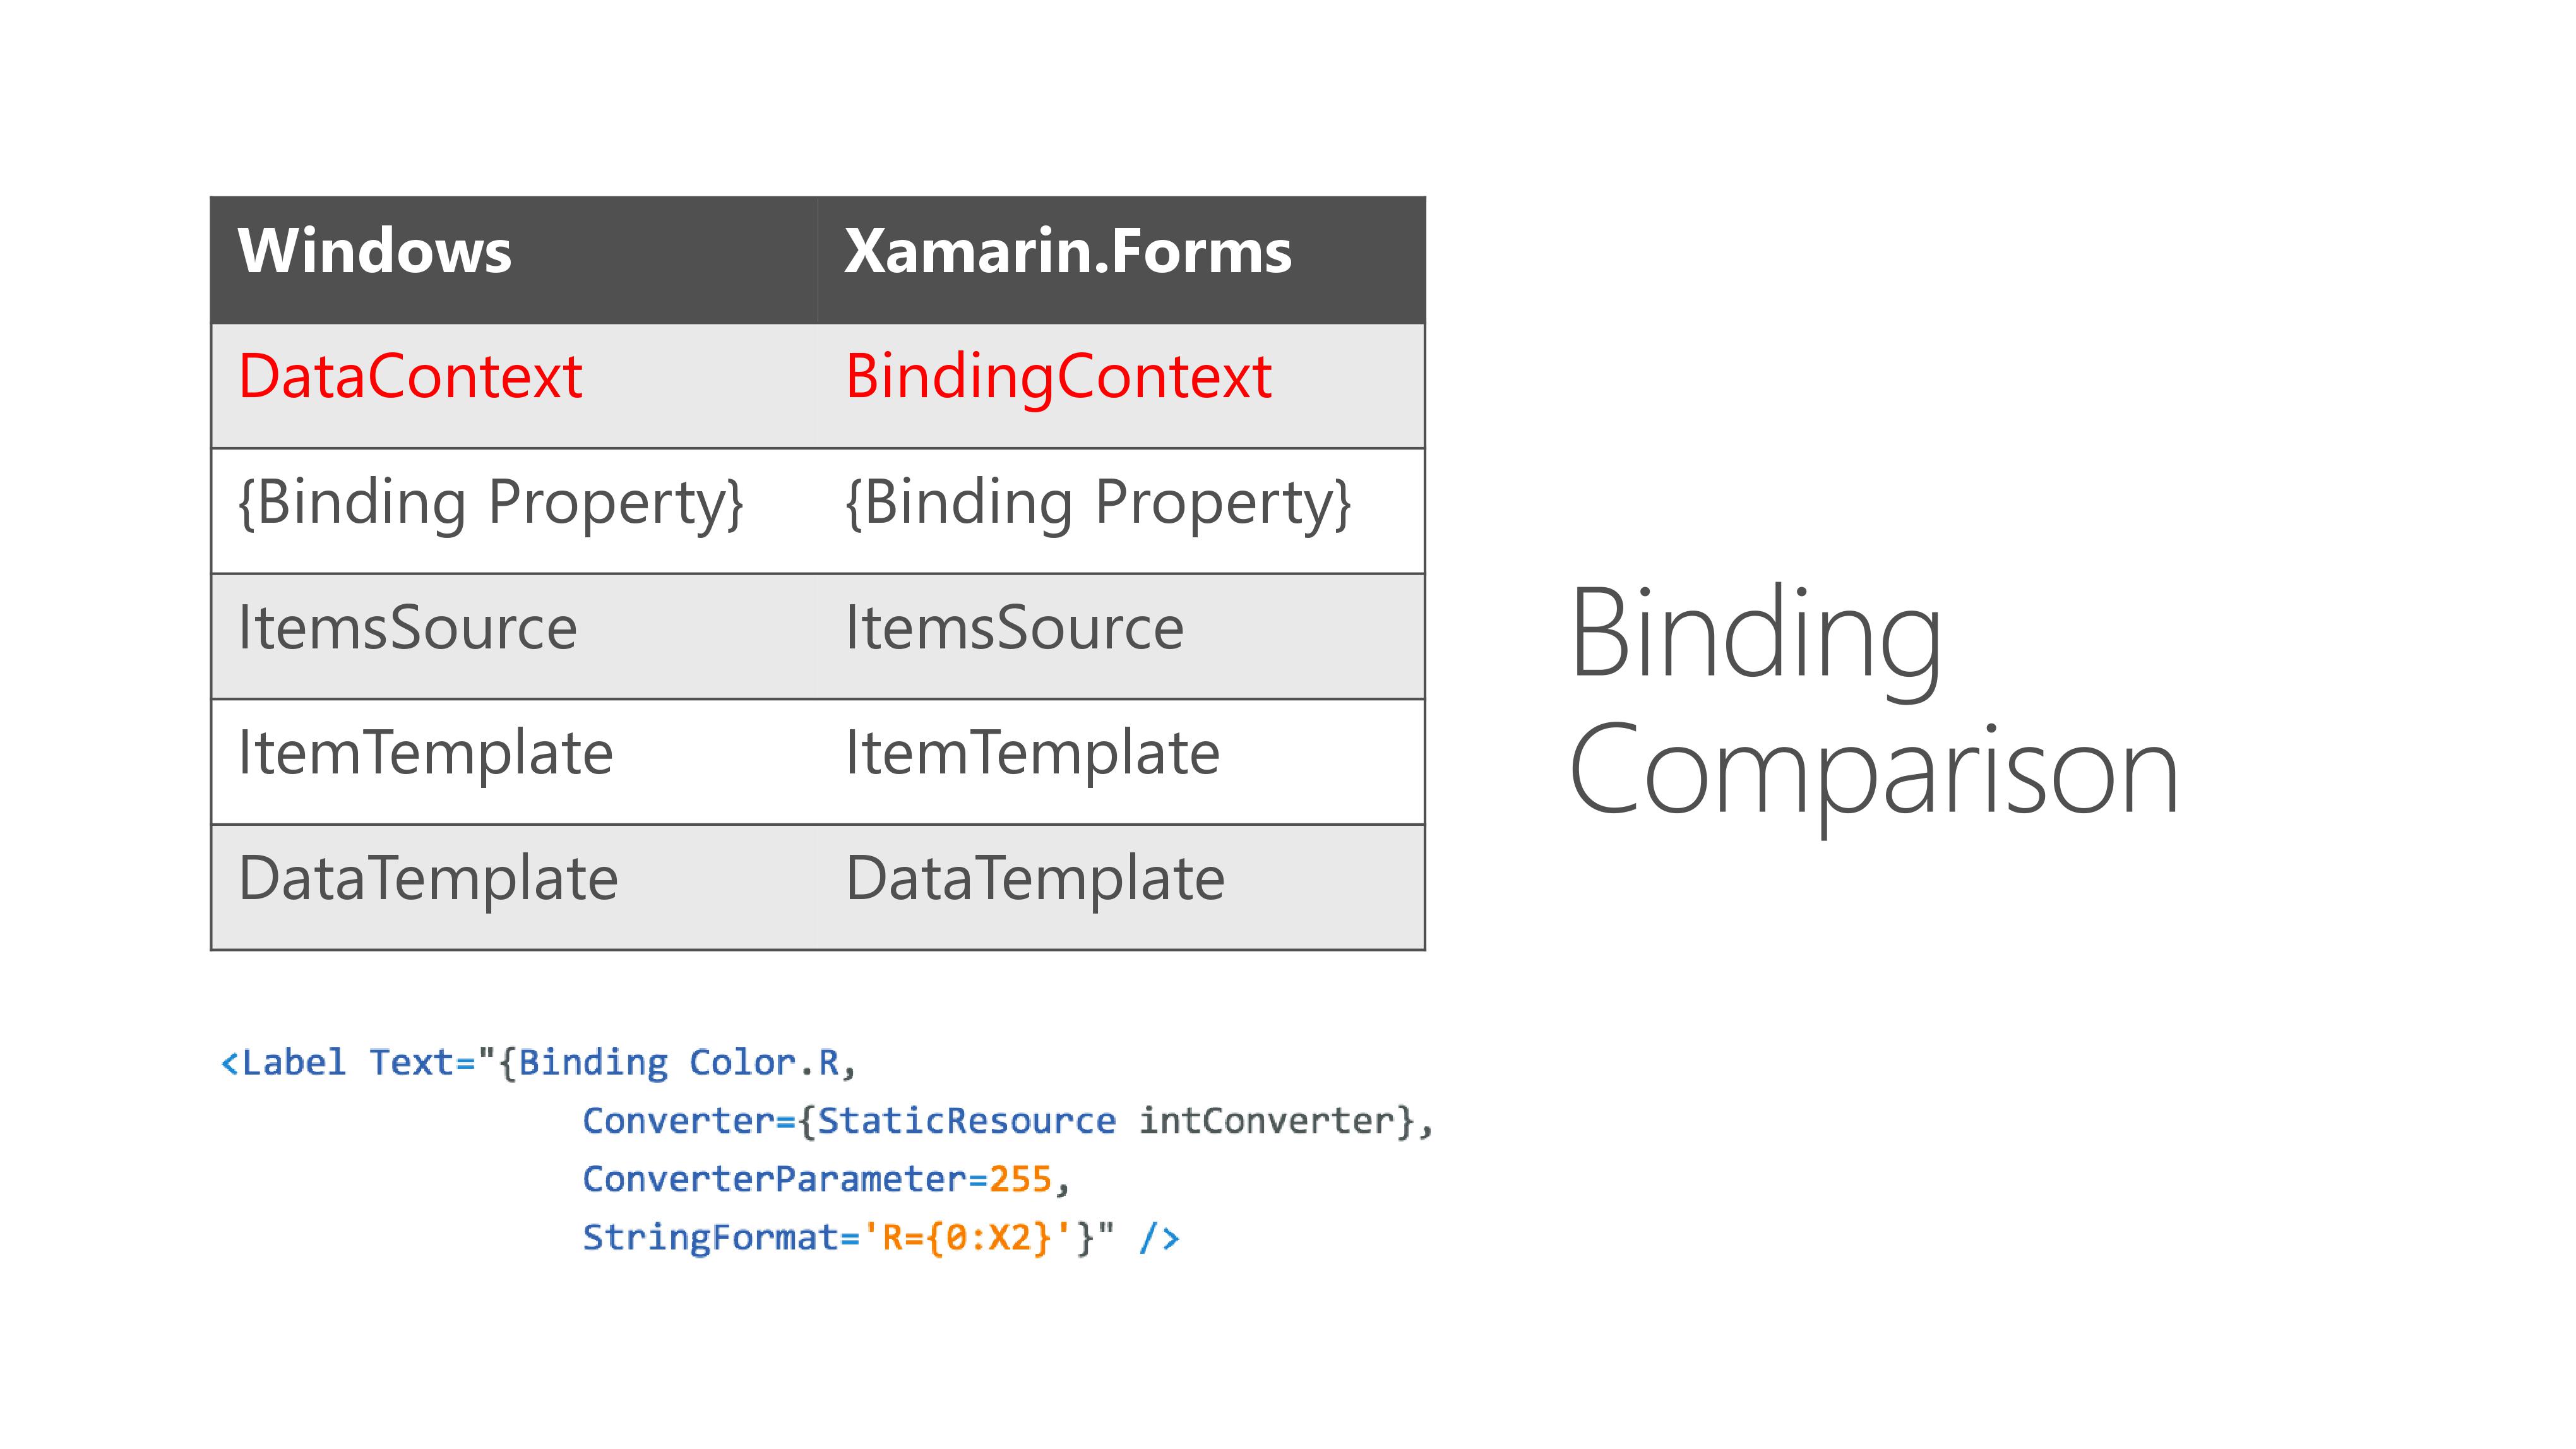 Windows Xamarin.Forms
DataContext BindingContext
{Binding Property} {Binding Property}
ItemsSource ItemsSource
ItemTemplate ItemTemplate
DataTemplate DataTemplate
Binding
Comparison
<Label Text="{Binding Color.R,
Converter={StaticResource intConverter},
ConverterParameter=255,
StringFormat='R={0:X2}'}" />